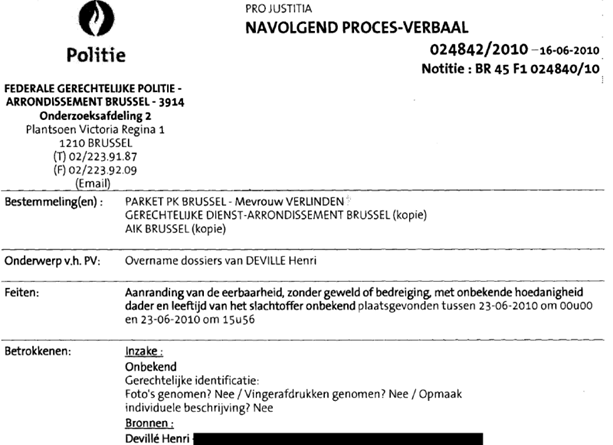 PRO JUSTITIA
NAVOLGEND PROCES-VERBAAL
024842/2010 – 16-06-2010
Notitie : BR 45 F1 024840/10
Politie
FEDERALE GERECHTELIJKE POLITIE -
ARRONDISSEMENT BRUSSEL - 3914
Onderzoeksafdeling 2
Plantsoen Victoria Regina 1
1210 BRUSSEL
(T) 02/223.91.87
(F) 02/223.92.09
(Email)
Bestemmeling(en) : PARKET PK BRUSSEL - Mevrouw VERLINDEN
GERECHTELIJKE DIENST-ARRONDISSEMENT BRUSSEL (kopie)
AIK BRUSSEL (kopie)
Onderwerp v.h. PV: Overname dossiers van DEVILLE Henri
Feiten: Aanranding van de eerbaarheid, zonder geweld of bedreiging, met onbekende hoedanigheid
dader en leeftijd van het slachtoffer onbekend plaatsgevonden tussen 23-06-2010 om 00u00
en 23-06-2010 om 15u56
Betrokkenen: Inzake :
Onbekend
Gerechtelijke identificatie:
Foto's genomen? Nee / Vingerafdrukken genomen? Nee / Opmaak
individuele beschrijving? Nee
Bronnen :
Devillé Henri -